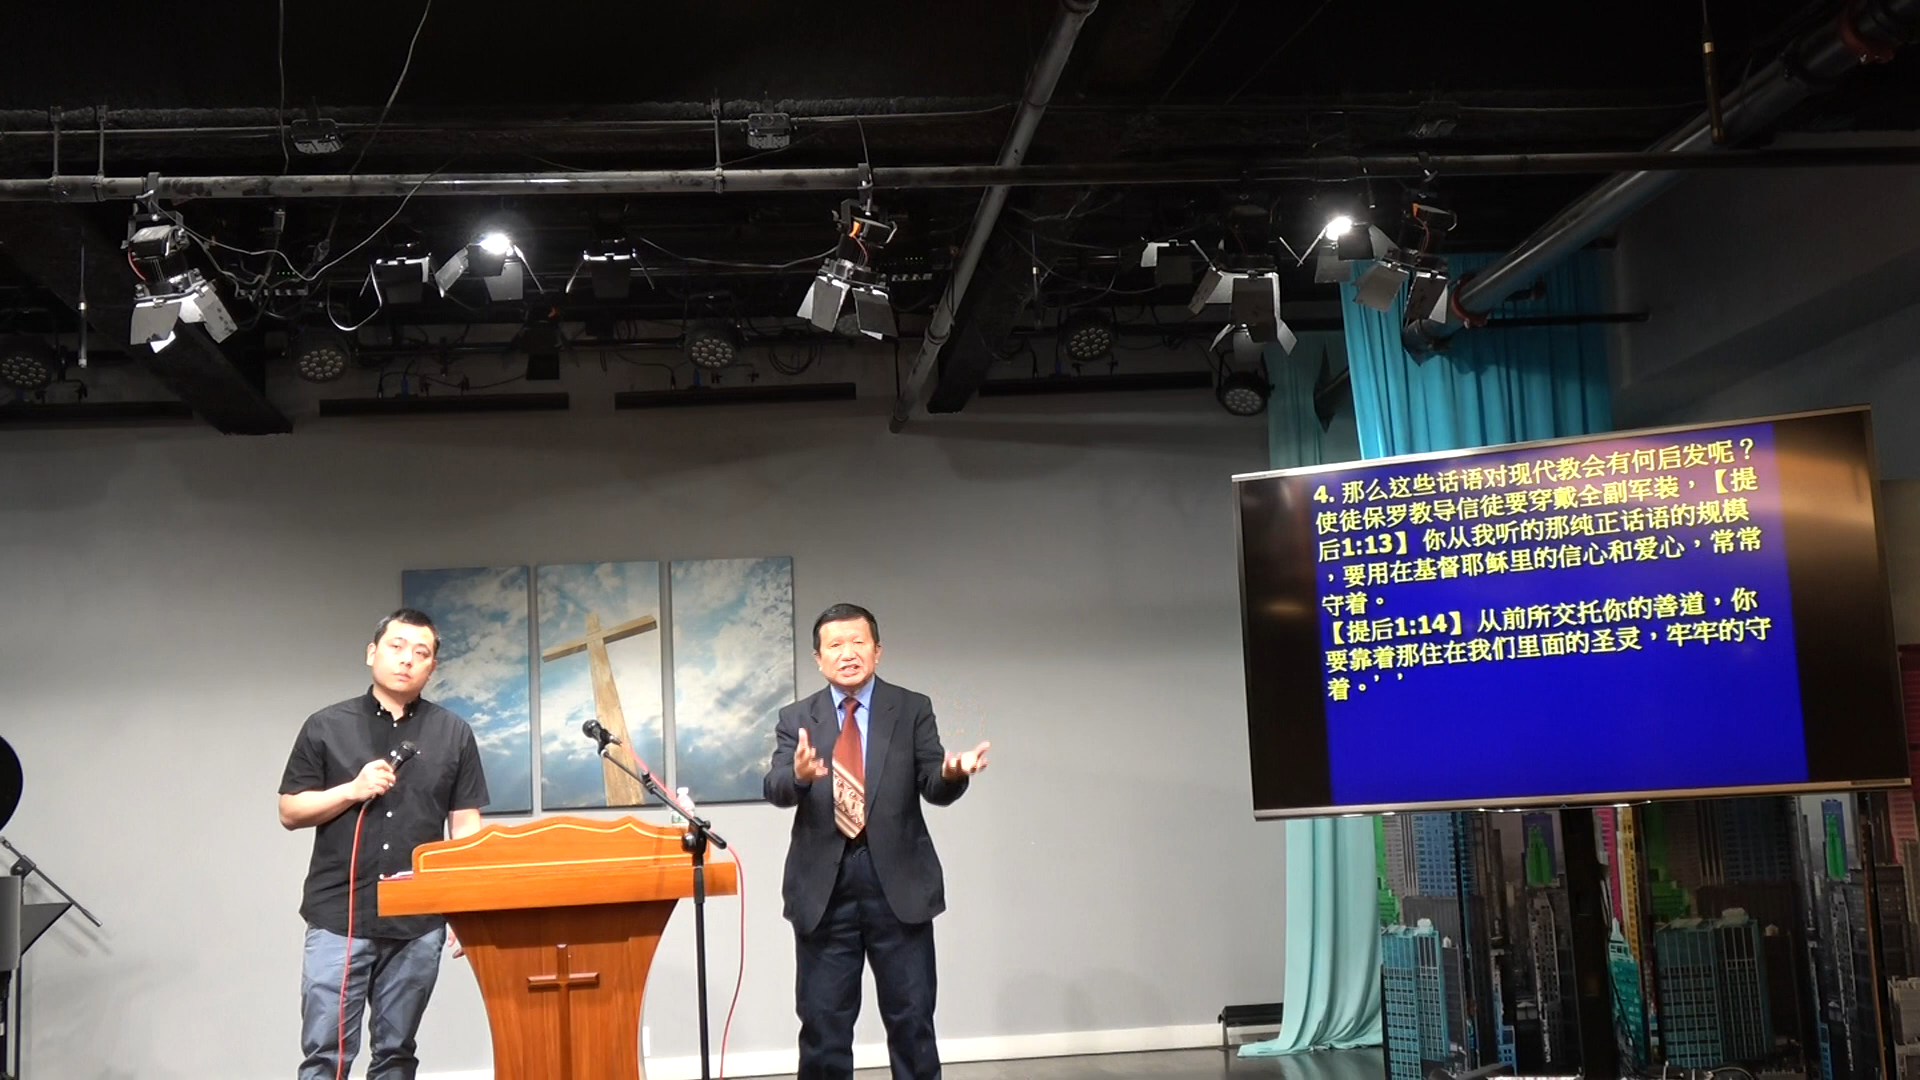 4. 那么这些话语对现代教会有何启发呢？
使徒保罗教导信徒要穿戴全副军装，【提
后1:13】 你从我听的那纯正话语的规模
，要用在基督耶稣里的信心和爱心，常常
守着。
【提后1:14】 从前所交托你的善道，你
要靠着那住在我们里面的圣灵，牢牢的守
着。’ ’